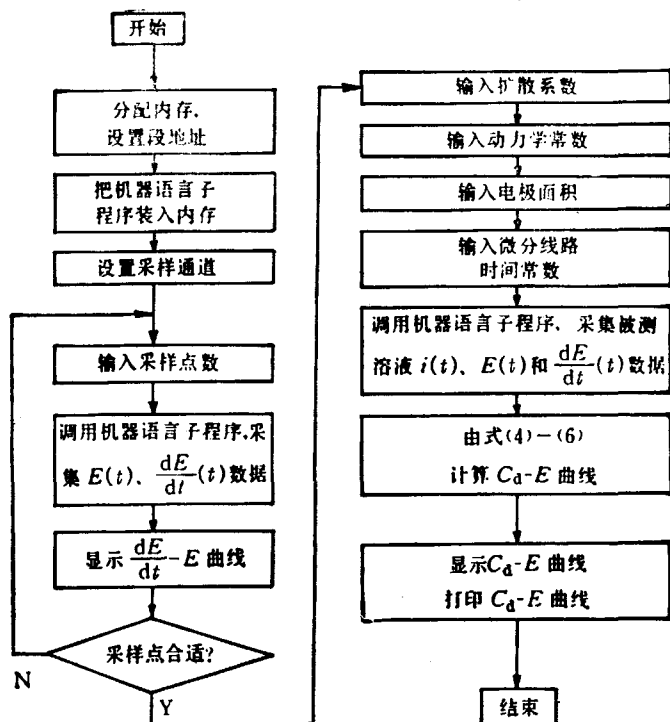 开始
分配内存,
设置段地址
把机器语言子
程序装入内存
设置采样通道
输入采样点数
调用机器语言子程序,采
集 E(t)、dE/dt(t)数据
显示 dE/dt-E 曲线
采样点合适?
N
Y
输入扩散系数
输入动力学常数
输入电极面积
输入微分线路
时间常数
调用机器语言子程序、采集被测
溶液 i(t)、E(t)和 dE/dt(t)数据
由式(4)-(6)
计算 Cd-E 曲线
显示Cd-E 曲线
打印 Cd-E 曲线
结束